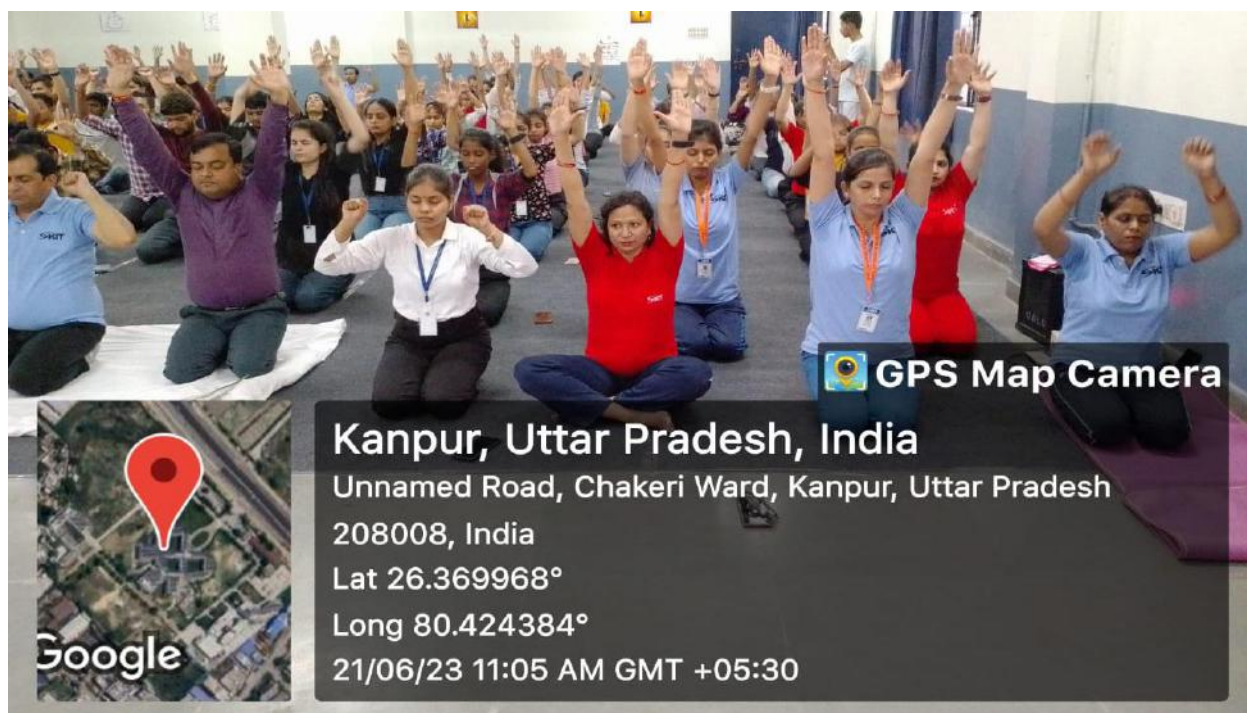 GPS Map Camera
Kanpur, Uttar Pradesh, India
Unnamed Road, Chakeri Ward, Kanpur, Uttar Pradesh
208008, India
Lat 26.369968°
Long 80.424384°
21/06/23 11:05 AM GMT +05:30
Google